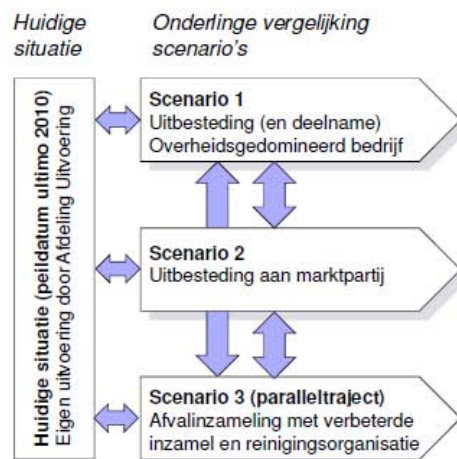 Huidige
situatie
Onderlinge vergelijking
scenario's
Huidige situatie (peildatum ultimo 2010)
Eigen uitvoering door Afdeling Uitvoering
Scenario 1
Uitbesteding (en deelname)
Overheidsgedomineerd bedrijf
Scenario 2
Uitbesteding aan marktpartij
Scenario 3 (paralleltraject)
Afvalinzameling met verbeterde
inzamel en reinigingsorganisatie